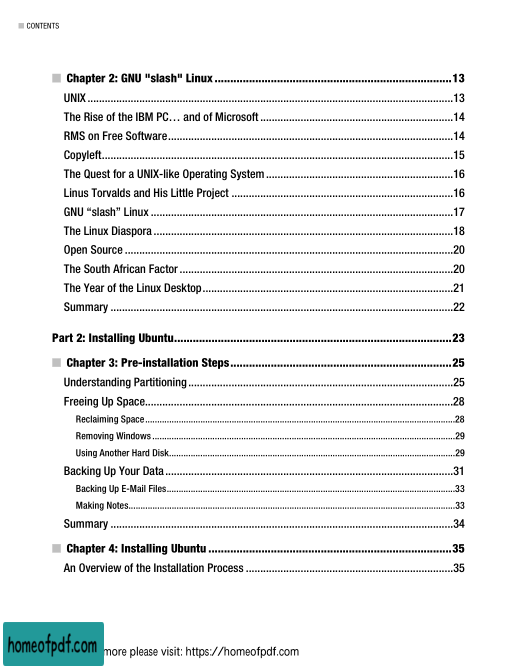 CONTENTS
Chapter 2: GNU "slash" Linux ........ 13
UNIX ........ 13
The Rise of the IBM PC… and of Microsoft ........ 14
RMS on Free Software ........ 14
Copyleft ........ 15
The Quest for a UNIX-like Operating System ........ 16
Linus Torvalds and His Little Project ........ 16
GNU “slash” Linux ........ 17
The Linux Diaspora ........ 18
Open Source ........ 20
The South African Factor ........ 20
The Year of the Linux Desktop ........ 21
Summary ........ 22
Part 2: Installing Ubuntu ........ 23
Chapter 3: Pre-installation Steps ........ 25
Understanding Partitioning ........ 25
Freeing Up Space ........ 28
Reclaiming Space ........ 28
Removing Windows ........ 29
Using Another Hard Disk ........ 29
Backing Up Your Data ........ 31
Backing Up E-Mail Files ........ 33
Making Notes ........ 33
Summary ........ 34
Chapter 4: Installing Ubuntu ........ 35
An Overview of the Installation Process ........ 35
homeofpdf.com more please visit: https://homeofpdf.com